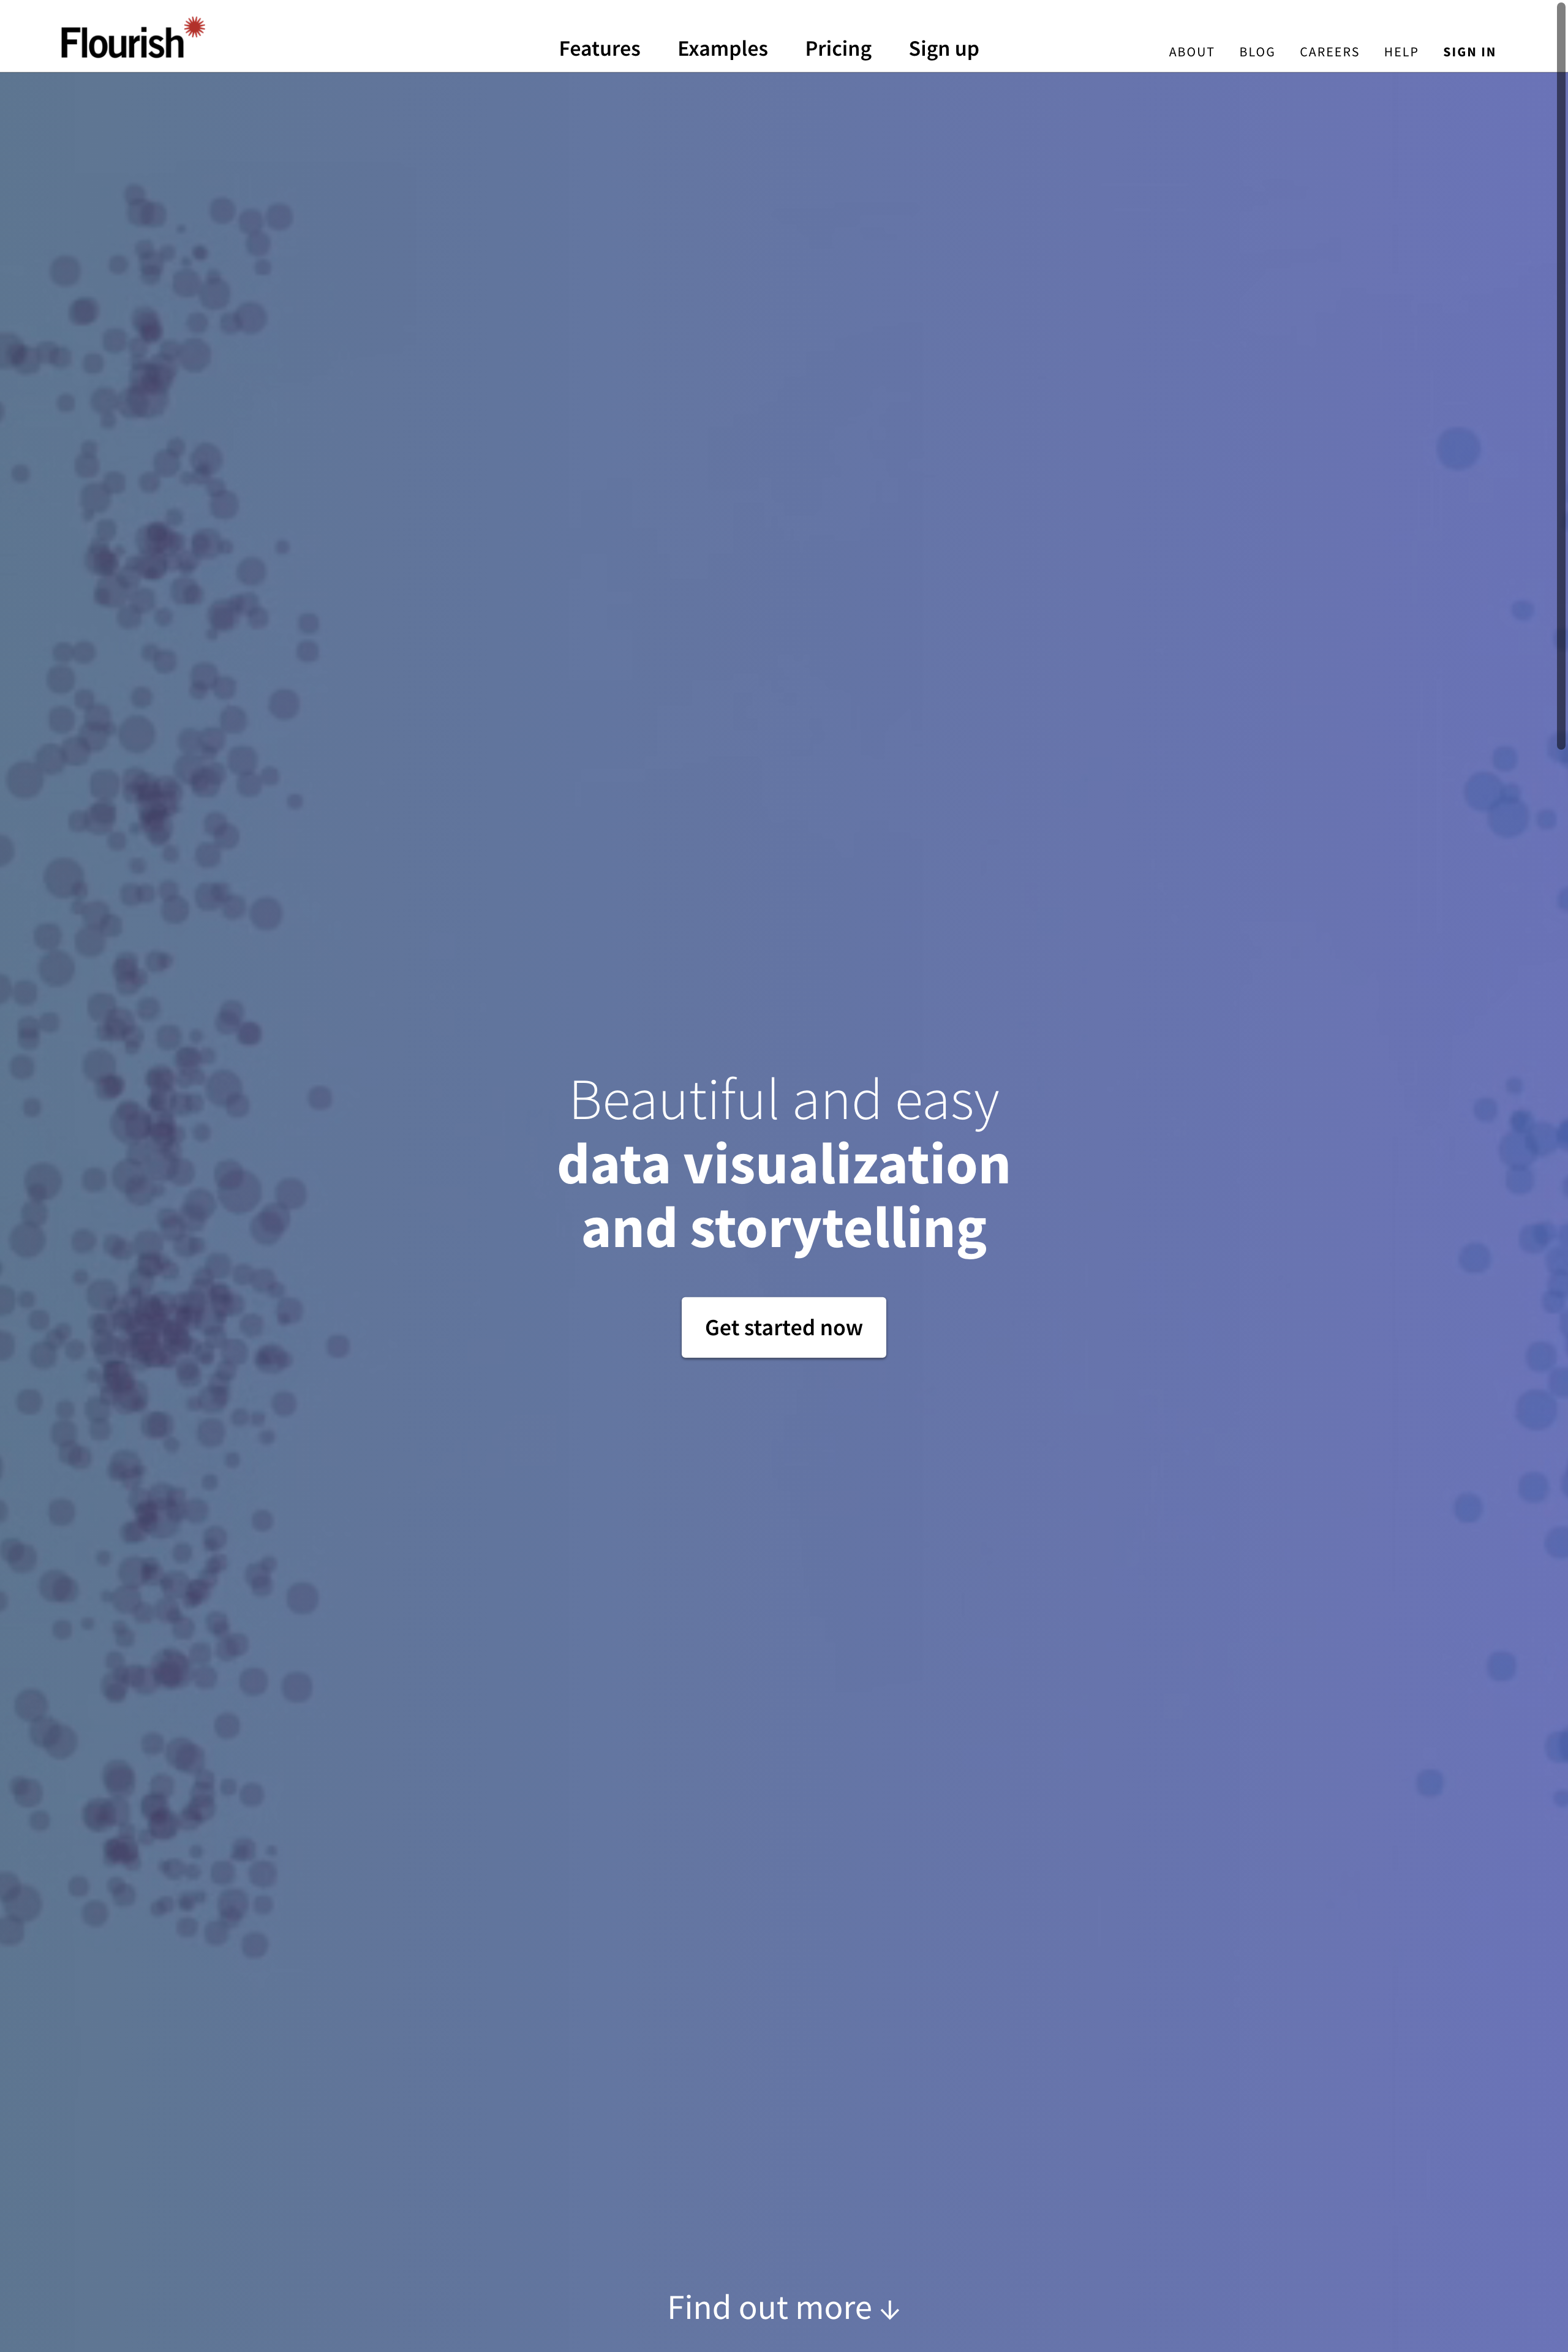 Flourish
Features Examples Pricing Sign up
ABOUT BLOG CAREERS HELP SIGN IN
Beautiful and easy
data visualization
and storytelling
Get started now
Find out more ↓